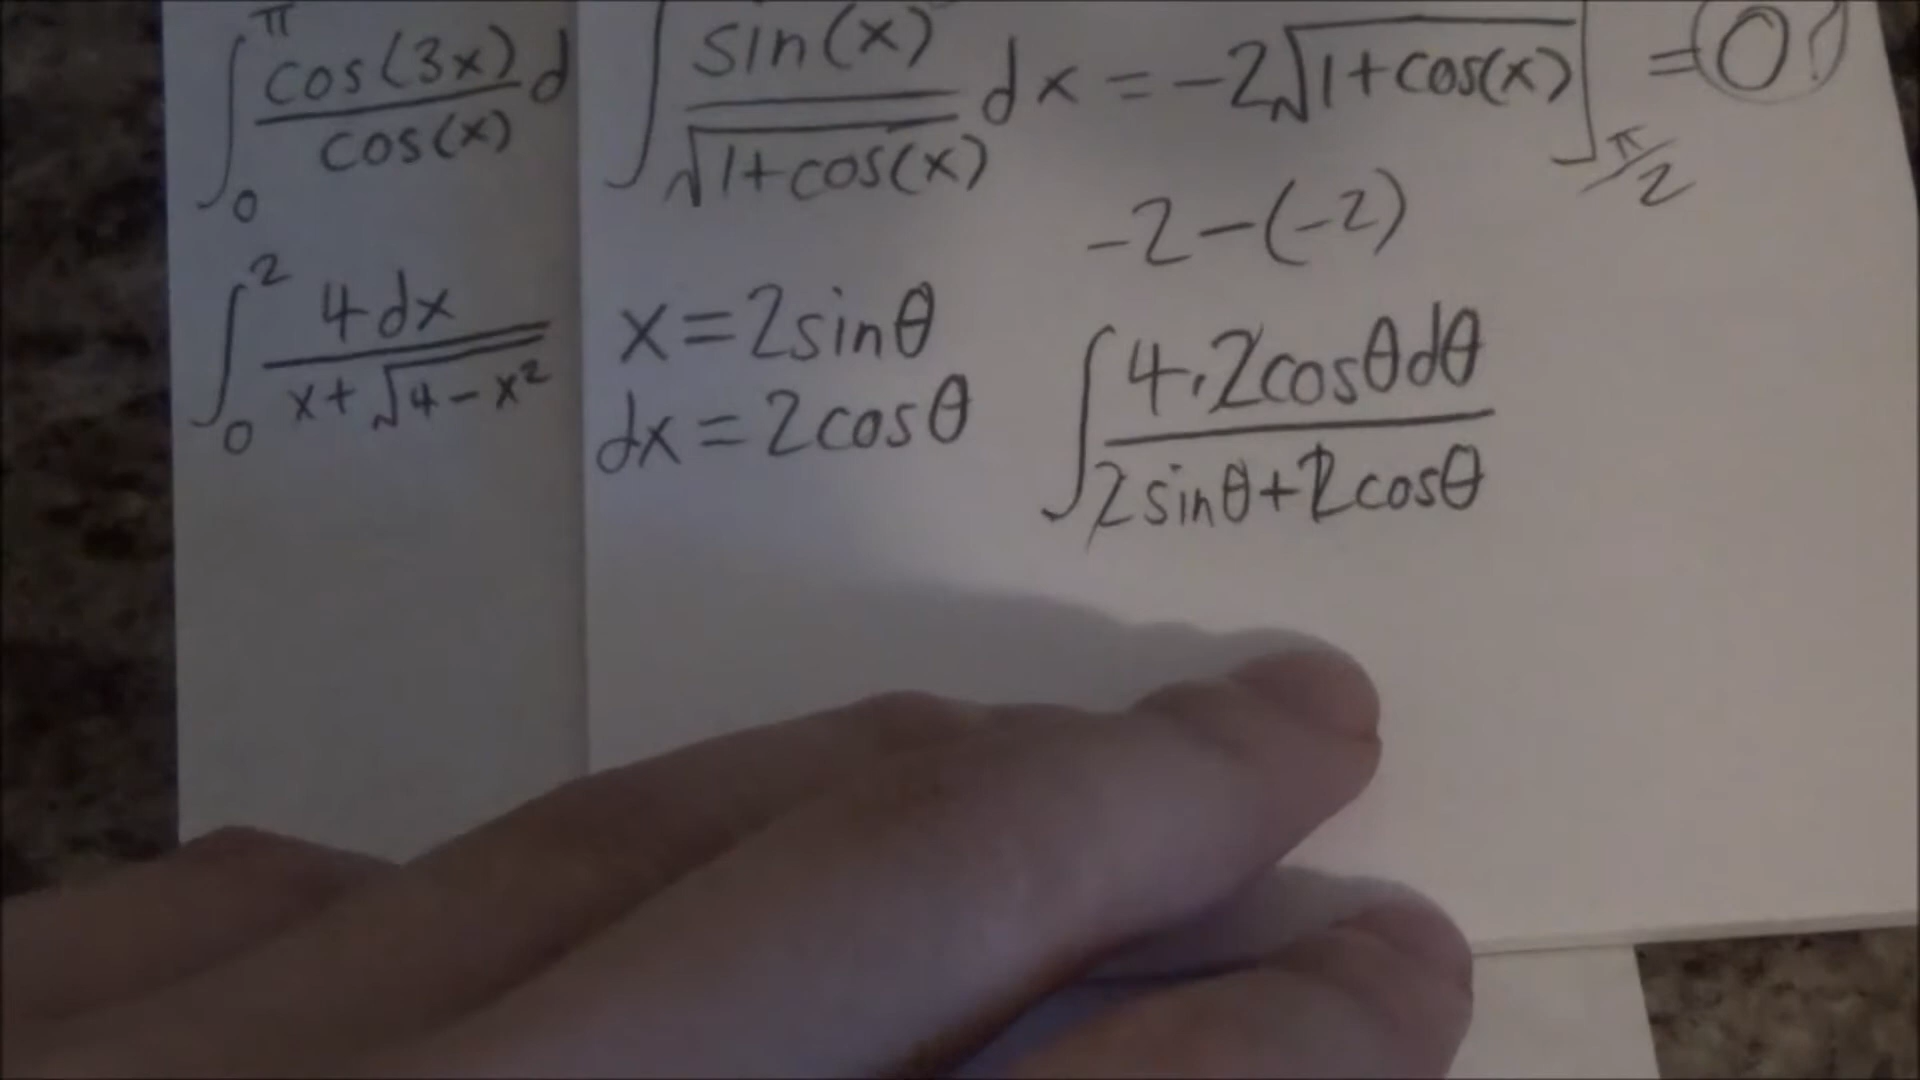 ∫₀^π cos(3x)/cos(x) d
∫ sin(x)/√(1+cos(x)) dx = -2√(1+cos(x)) |_π/2 = 0?
-2-(-2)
∫₀² 4dx/(x+√(4-x²))
x=2sinθ
dx=2cosθ
∫ 4·2cosθdθ/(2sinθ+2cosθ)